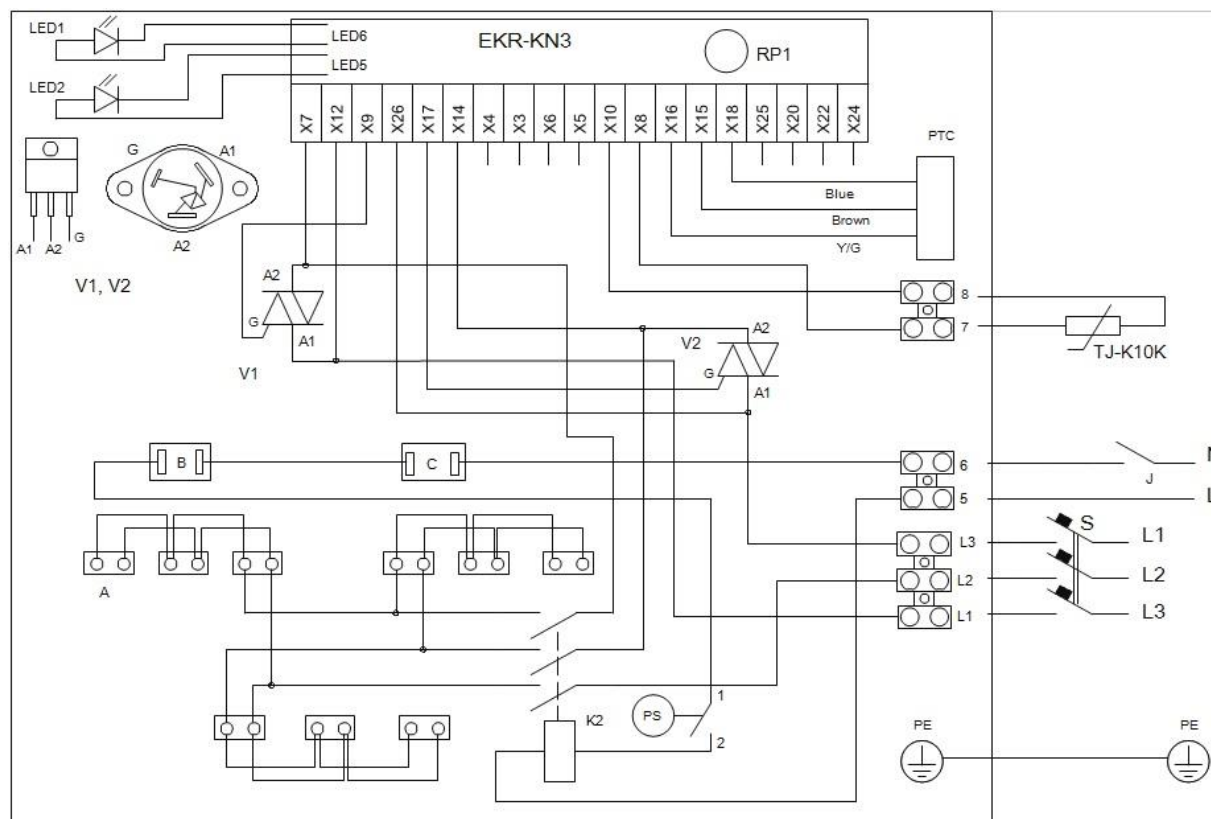 LED1
LED6
EKR-KN3
RP1
LED5
LED2
X7 X12 X9 X26 X17 X14 X4 X3 X6 X5 X10 X8 X16 X15 X18 X25 X20 X22 X24
PTC
G
A1
Blue
Brown
Y/G
A1 A2 G
A2
V1, V2
A2
G
A1
V1
8
7
TJ-K10K
V2
A2
G
A1
B
C
6
J
5
A
L3
S
L1
L2
L2
L1
L3
K2
PS
1
2
PE
PE